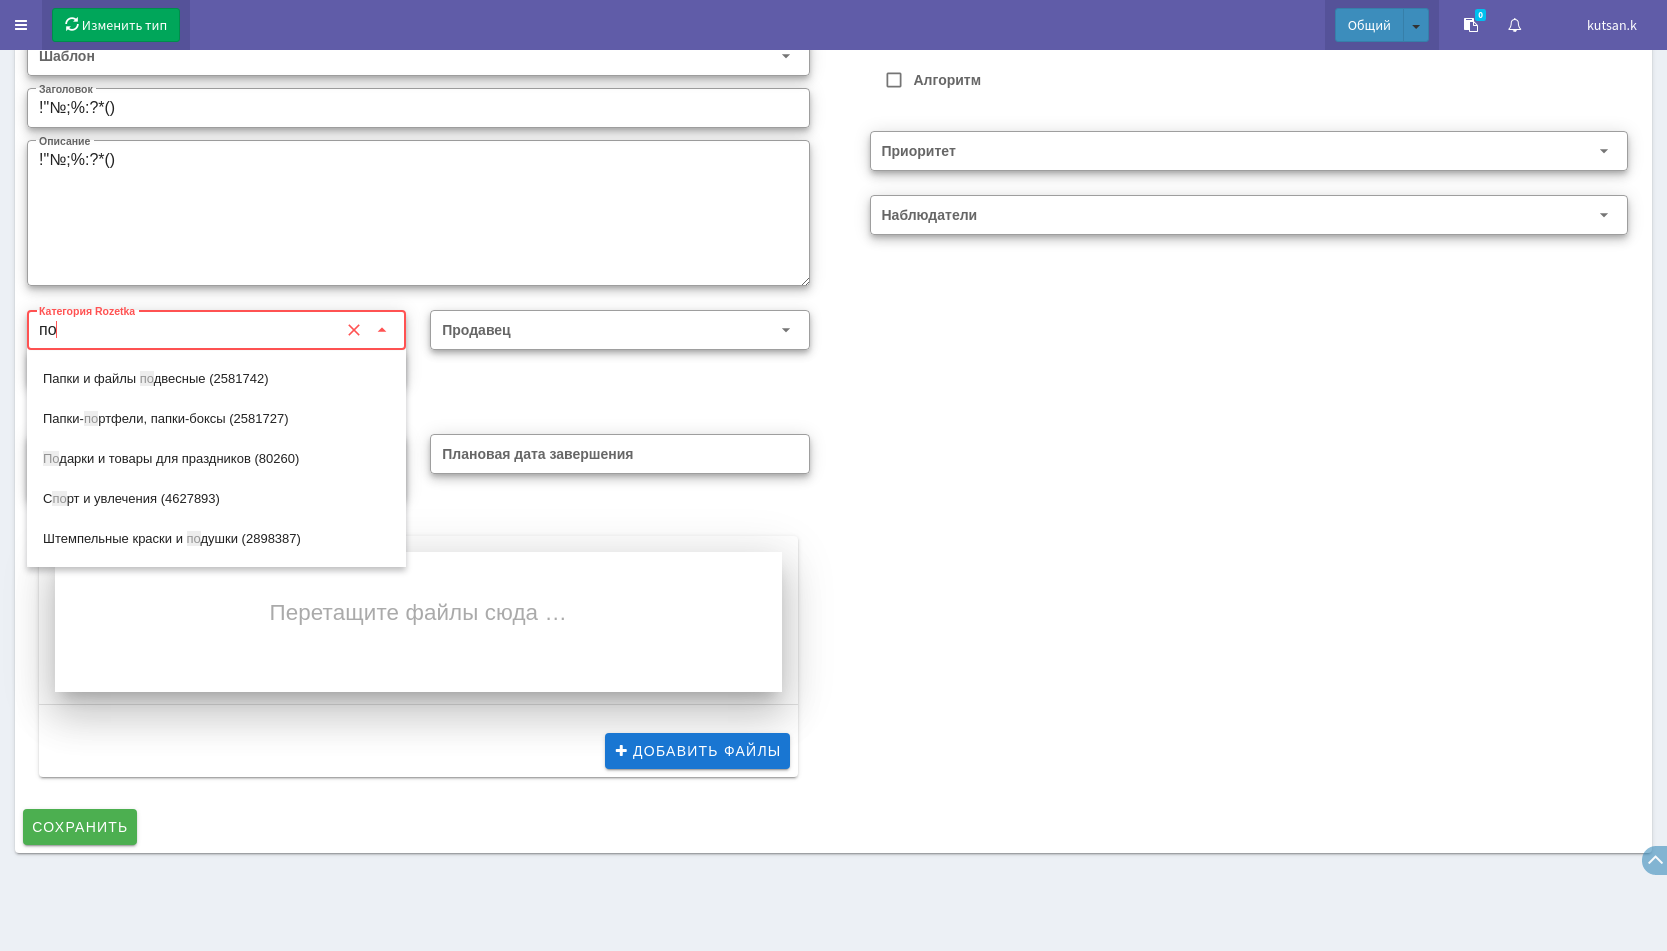 Изменить тип
Общий
0
kutsan.k
Шаблон
Заголовок
!"№;%:?*()
Описание
!"№;%:?*()
Категория Rozetka
по
Папки и файлы подвесные (2581742)
Папки-портфели, папки-боксы (2581727)
Подарки и товары для праздников (80260)
Спорт и увлечения (4627893)
Штемпельные краски и подушки (2898387)
Продавец
Плановая дата завершения
Перетащите файлы сюда …
ДОБАВИТЬ ФАЙЛЫ
СОХРАНИТЬ
Алгоритм
Приоритет
Наблюдатели